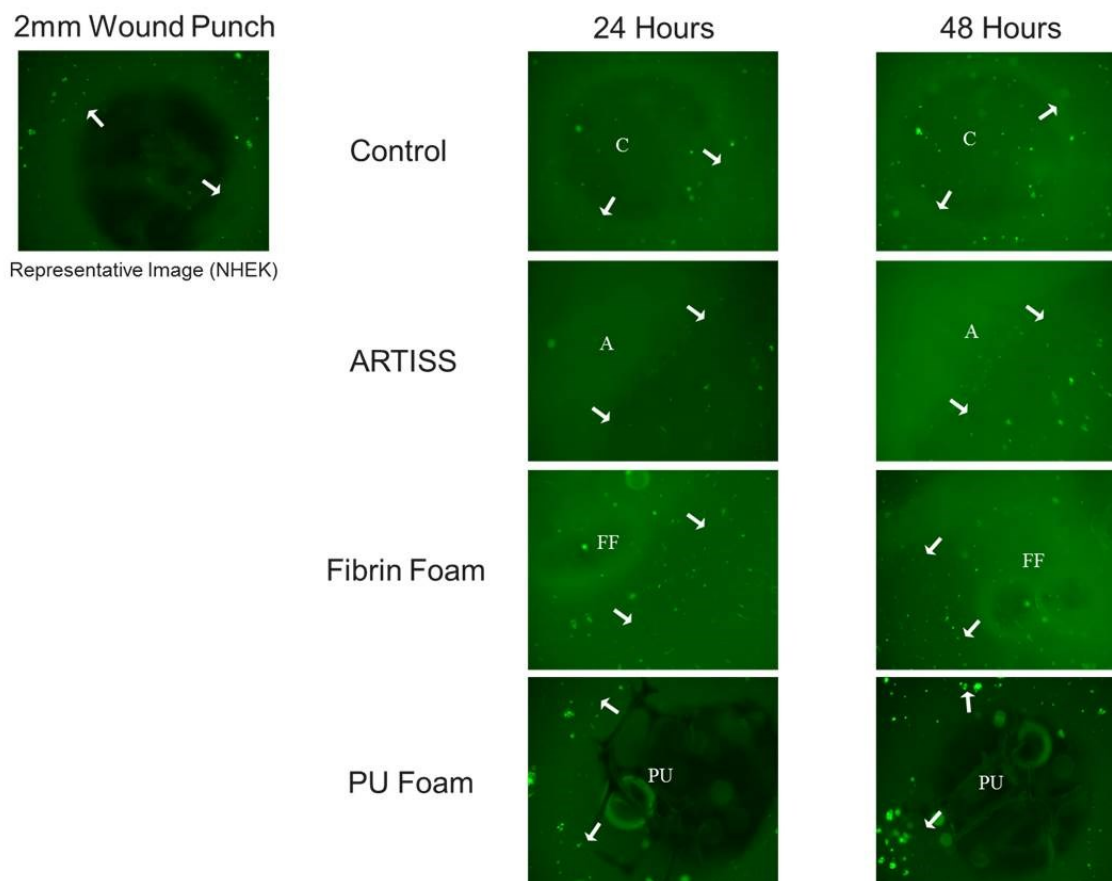 2mm Wound Punch
24 Hours
48 Hours
Representative Image (NHEK)
Control
C
C
ARTISS
A
A
Fibrin Foam
FF
FF
PU Foam
PU
PU